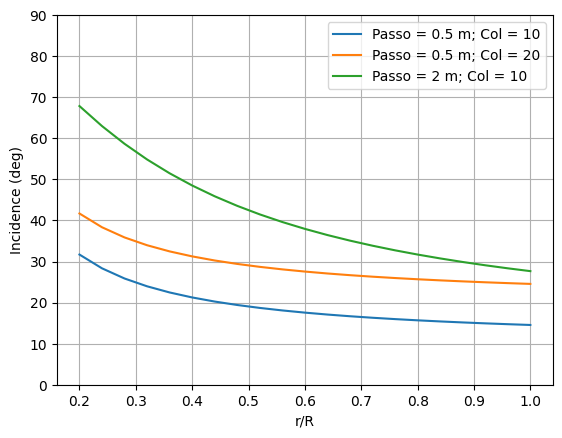 90
80
70
60
50
40
30
20
10
0
Incidence (deg)
Passo = 0.5 m; Col = 10
Passo = 0.5 m; Col = 20
Passo = 2 m; Col = 10
0.2 0.3 0.4 0.5 0.6 0.7 0.8 0.9 1.0
r/R